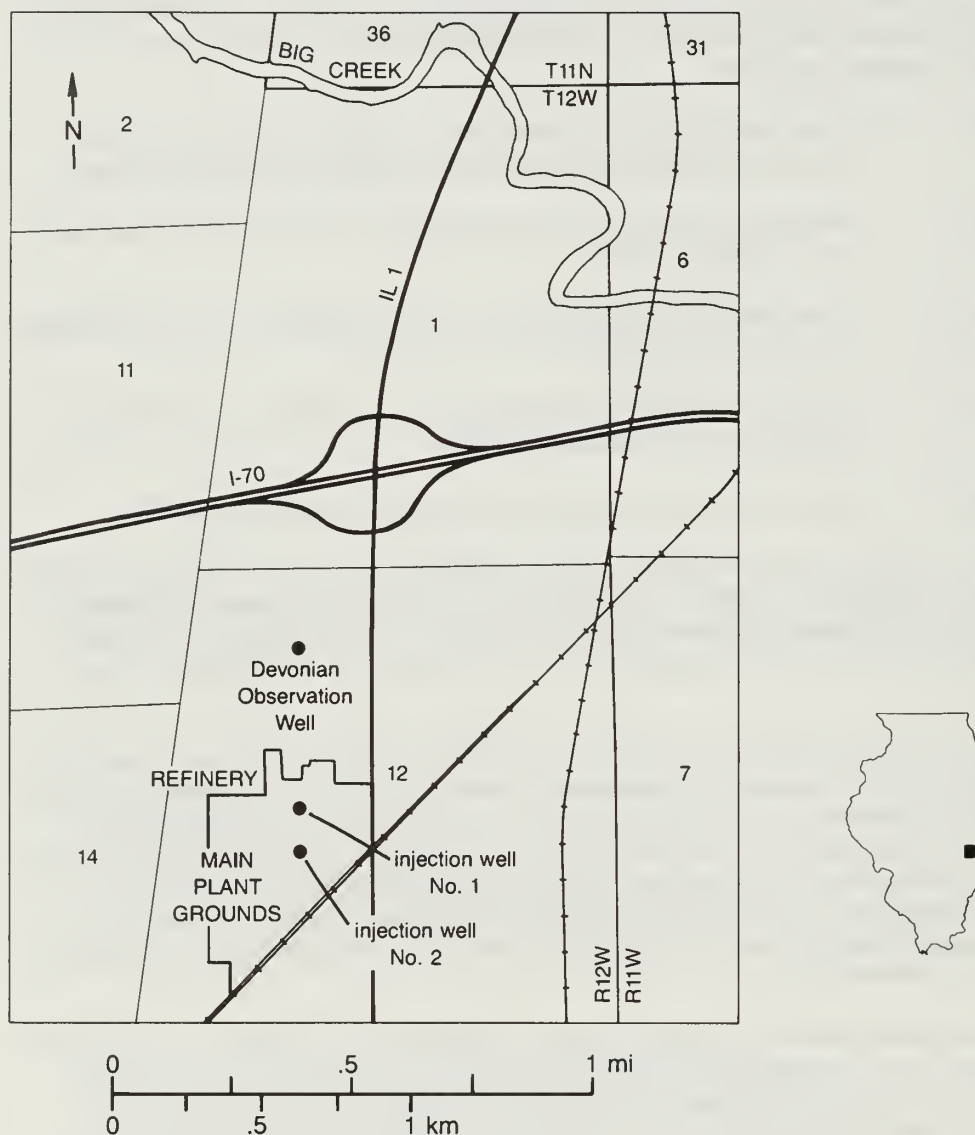 36
31
BIG
CREEK
T11N
T12W
N
2
6
IL 1
1
11
I-70
Devonian
Observation
Well
REFINERY
12
7
14
MAIN
PLANT
GROUNDS
injection well
No. 1
injection well
No. 2
R12W
R11W
0 .5 1 mi
0 .5 1 km